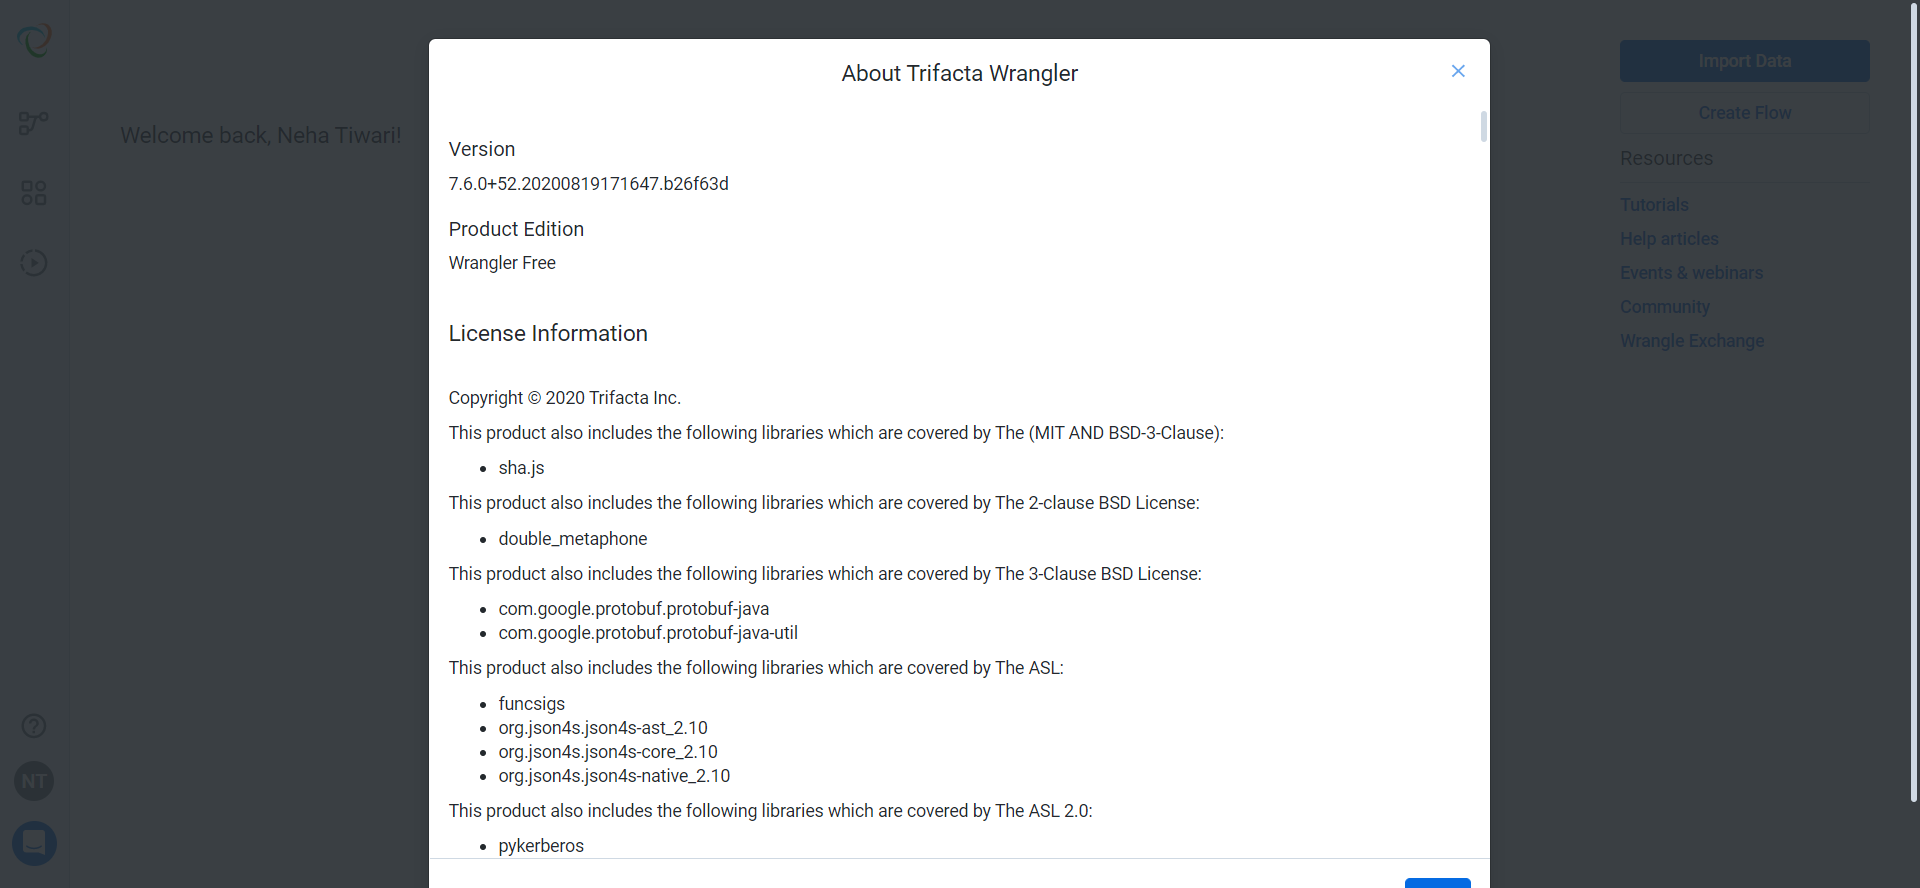 About Trifacta Wrangler
Import Data
Create Flow
Welcome back, Neha Tiwari!
Resources
Tutorials
Help articles
Events & webinars
Community
Wrangle Exchange
Version
7.6.0+52.20200819171647.b26f63d
Product Edition
Wrangler Free
License Information
Copyright © 2020 Trifacta Inc.
This product also includes the following libraries which are covered by The (MIT AND BSD-3-Clause):
• sha.js
This product also includes the following libraries which are covered by The 2-clause BSD License:
• double_metaphone
This product also includes the following libraries which are covered by The 3-Clause BSD License:
• com.google.protobuf.protobuf-java
• com.google.protobuf.protobuf-java-util
This product also includes the following libraries which are covered by The ASL:
• funcsigs
• org.json4s.json4s-ast_2.10
• org.json4s.json4s-core_2.10
• org.json4s.json4s-native_2.10
This product also includes the following libraries which are covered by The ASL 2.0:
• pykerberos
NT